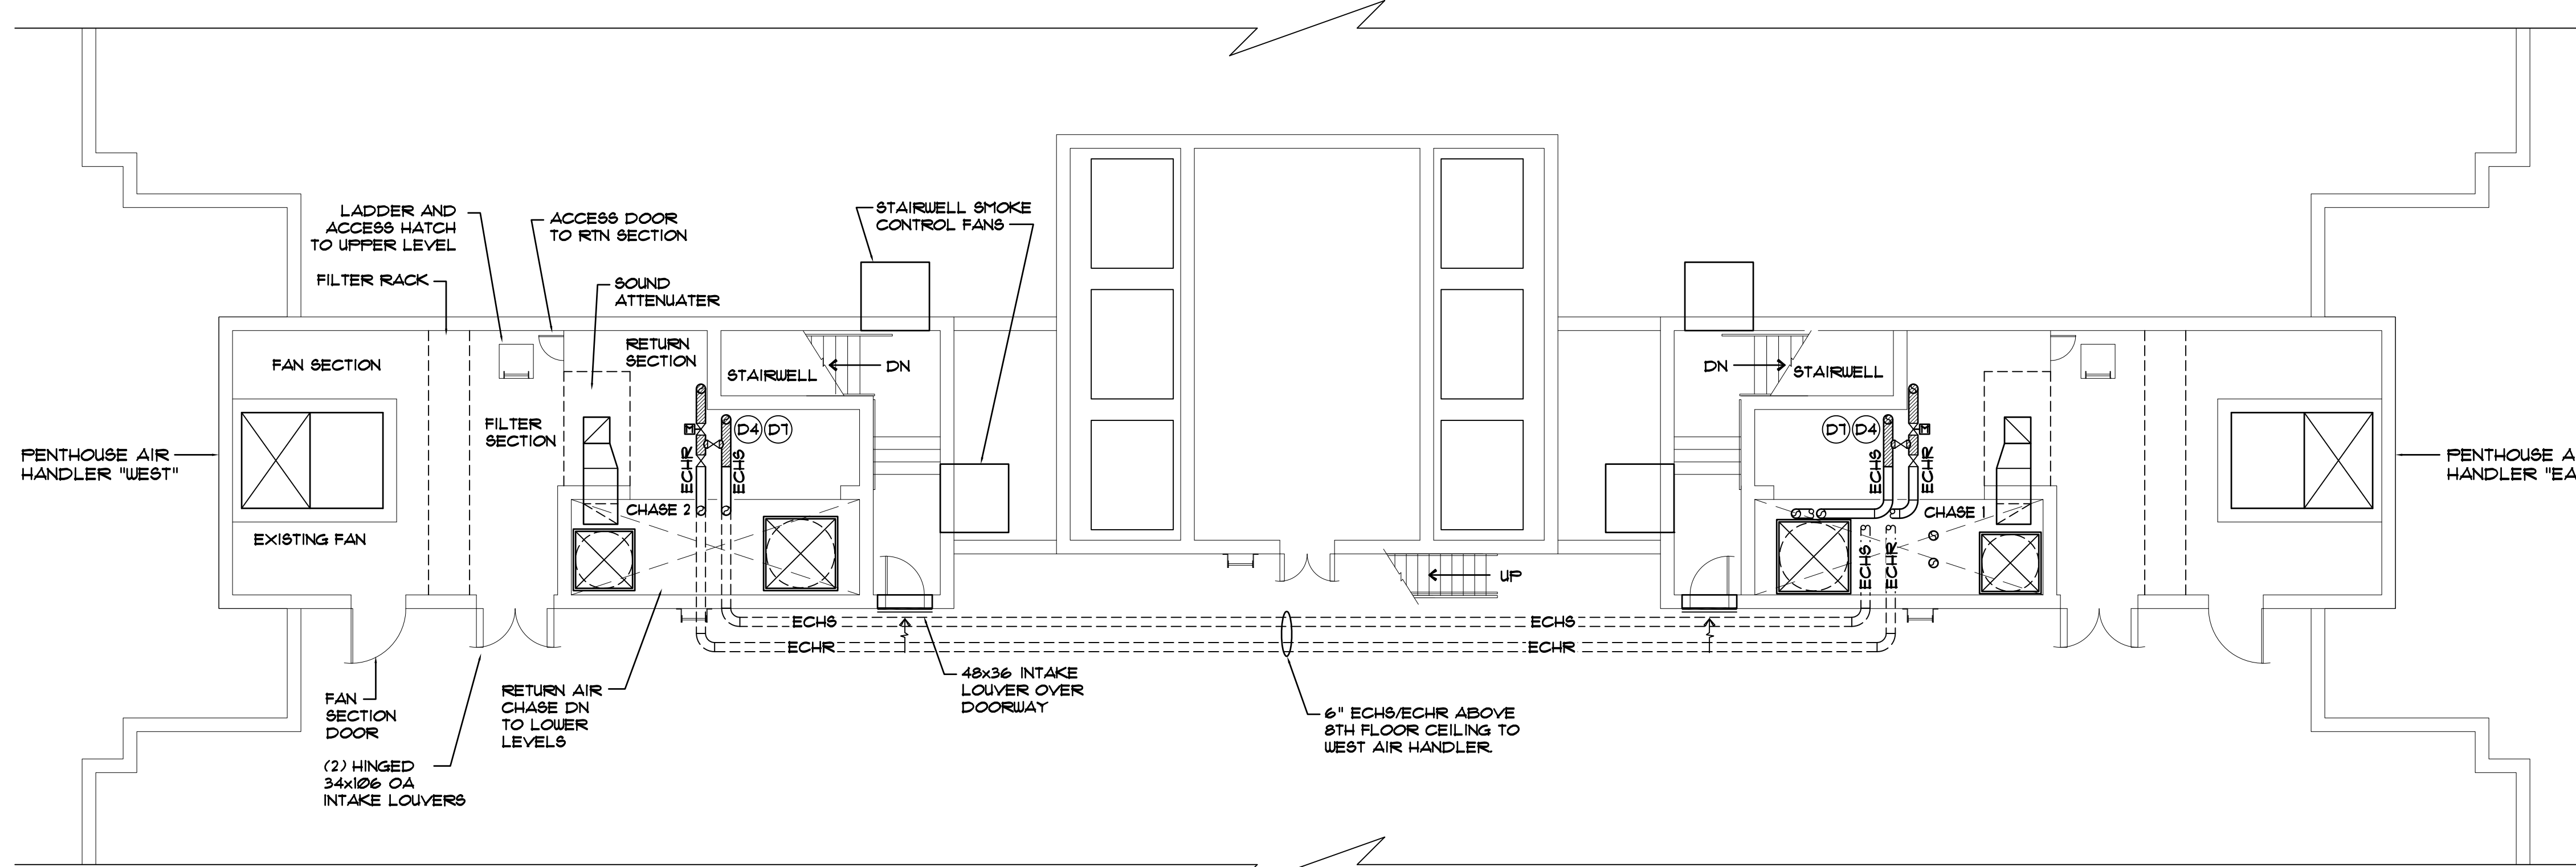 LADDER AND
ACCESS HATCH
TO UPPER LEVEL
ACCESS DOOR
TO RTN SECTION
STAIRWELL SMOKE
CONTROL FANS
FILTER RACK
SOUND
ATTENUATER
FAN SECTION
RETURN
SECTION
STAIRWELL
DN
DN
STAIRWELL
FILTER
SECTION
D4
D7
D7
D4
M
M
PENTHOUSE AIR
HANDLER "WEST"
ECHR
ECHS
ECHS
ECHR
PENTHOUSE A
HANDLER "EA
CHASE 2
CHASE 1
EXISTING FAN
UP
ECHS
ECHR
ECHS
ECHS
ECHR
ECHR
FAN
SECTION
DOOR
RETURN AIR
CHASE DN
TO LOWER
LEVELS
48x36 INTAKE
LOUVER OVER
DOORWAY
6" ECHS/ECHR ABOVE
8TH FLOOR CEILING TO
WEST AIR HANDLER.
(2) HINGED
34x106 OA
INTAKE LOUVERS